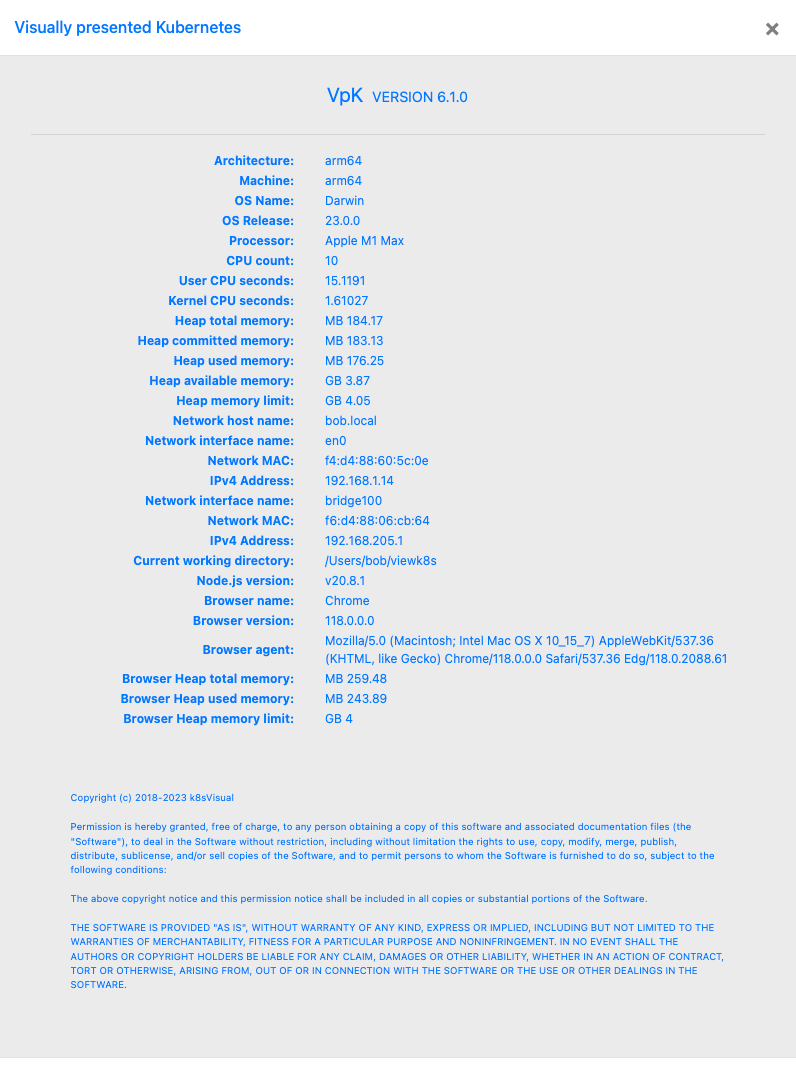 Visually presented Kubernetes
×
VpK VERSION 6.1.0
Architecture: arm64
Machine: arm64
OS Name: Darwin
OS Release: 23.0.0
Processor: Apple M1 Max
CPU count: 10
User CPU seconds: 15.1191
Kernel CPU seconds: 1.61027
Heap total memory: MB 184.17
Heap committed memory: MB 183.13
Heap used memory: MB 176.25
Heap available memory: GB 3.87
Heap memory limit: GB 4.05
Network host name: bob.local
Network interface name: en0
Network MAC: f4:d4:88:60:5c:0e
IPv4 Address: 192.168.1.14
Network interface name: bridge100
Network MAC: f6:d4:88:06:cb:64
IPv4 Address: 192.168.205.1
Current working directory: /Users/bob/viewk8s
Node.js version: v20.8.1
Browser name: Chrome
Browser version: 118.0.0.0
Browser agent: Mozilla/5.0 (Macintosh; Intel Mac OS X 10_15_7) AppleWebKit/537.36
(KHTML, like Gecko) Chrome/118.0.0.0 Safari/537.36 Edg/118.0.2088.61
Browser Heap total memory: MB 259.48
Browser Heap used memory: MB 243.89
Browser Heap memory limit: GB 4
Copyright (c) 2018-2023 k8sVisual
Permission is hereby granted, free of charge, to any person obtaining a copy of this software and associated documentation files (the
"Software"), to deal in the Software without restriction, including without limitation the rights to use, copy, modify, merge, publish,
distribute, sublicense, and/or sell copies of the Software, and to permit persons to whom the Software is furnished to do so, subject to the
following conditions:
The above copyright notice and this permission notice shall be included in all copies or substantial portions of the Software.
THE SOFTWARE IS PROVIDED "AS IS", WITHOUT WARRANTY OF ANY KIND, EXPRESS OR IMPLIED, INCLUDING BUT NOT LIMITED TO THE
WARRANTIES OF MERCHANTABILITY, FITNESS FOR A PARTICULAR PURPOSE AND NONINFRINGEMENT. IN NO EVENT SHALL THE
AUTHORS OR COPYRIGHT HOLDERS BE LIABLE FOR ANY CLAIM, DAMAGES OR OTHER LIABILITY, WHETHER IN AN ACTION OF CONTRACT,
TORT OR OTHERWISE, ARISING FROM, OUT OF OR IN CONNECTION WITH THE SOFTWARE OR THE USE OR OTHER DEALINGS IN THE
SOFTWARE.